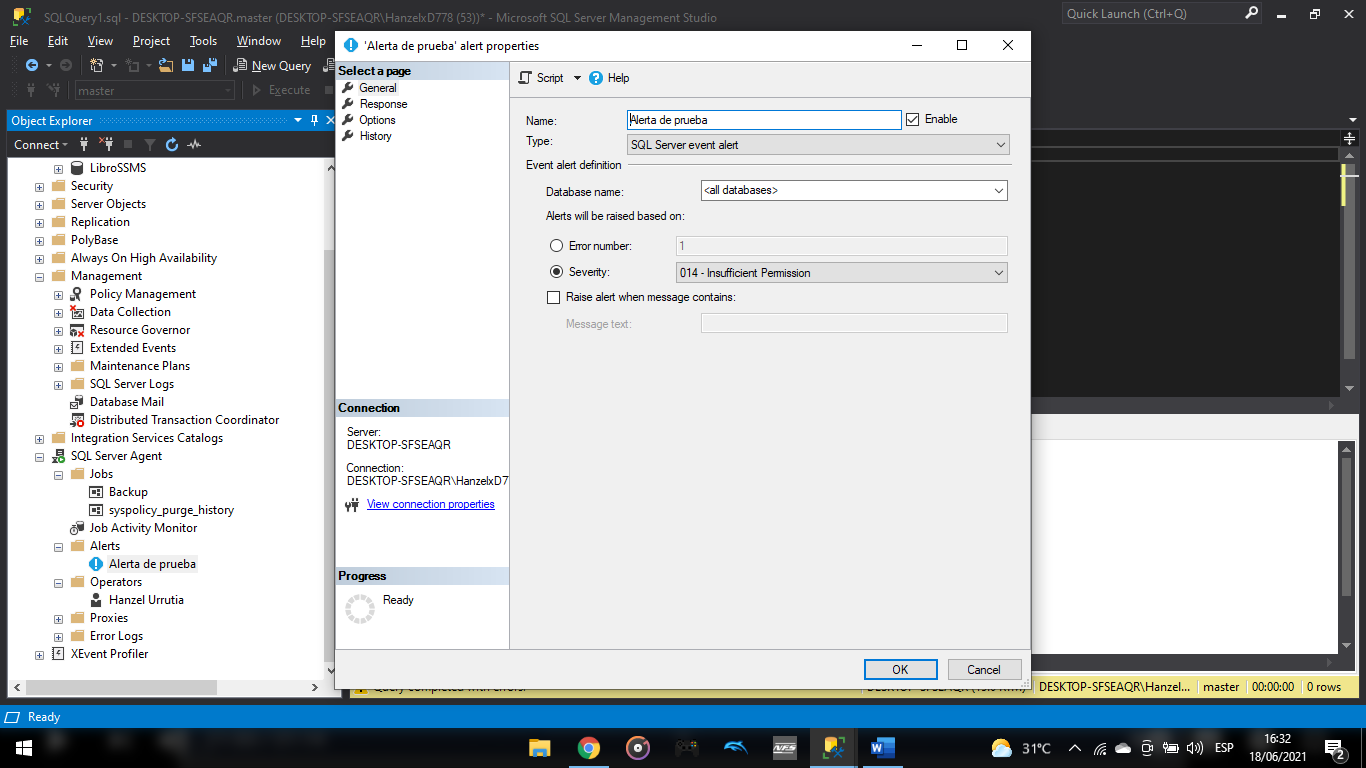 SQLQuery1.sql - DESKTOP-SFSEAQR.master (DESKTOP-SFSEAQR\HanzelxD778 (53))* - Microsoft SQL Server Management Studio
Quick Launch (Ctrl+Q)
File Edit View Project Tools Window Help
New Query
master
Execute
Object Explorer
Connect
LibroSSMS
Security
Server Objects
Replication
PolyBase
Always On High Availability
Management
Policy Management
Data Collection
Resource Governor
Extended Events
Maintenance Plans
SQL Server Logs
Database Mail
Distributed Transaction Coordinator
Integration Services Catalogs
SQL Server Agent
Jobs
Backup
syspolicy_purge_history
Job Activity Monitor
Alerts
Alerta de prueba
Operators
Hanzel Urrutia
Proxies
Error Logs
XEvent Profiler
'Alerta de prueba' alert properties
Select a page
General
Response
Options
History
Connection
Server:
DESKTOP-SFSEAQR
Connection:
DESKTOP-SFSEAQR\HanzelxD7
View connection properties
Progress
Ready
Script Help
Name: Alerta de prueba Enable
Type: SQL Server event alert
Event alert definition
Database name: <all databases>
Alerts will be raised based on:
Error number: 1
Severity: 014 - Insufficient Permission
Raise alert when message contains:
Message text:
OK Cancel
DESKTOP-SFSEAQR\Hanzel... master 00:00:00 0 rows
Ready
NFS
W
31°C
ESP
16:32
18/06/2021
2